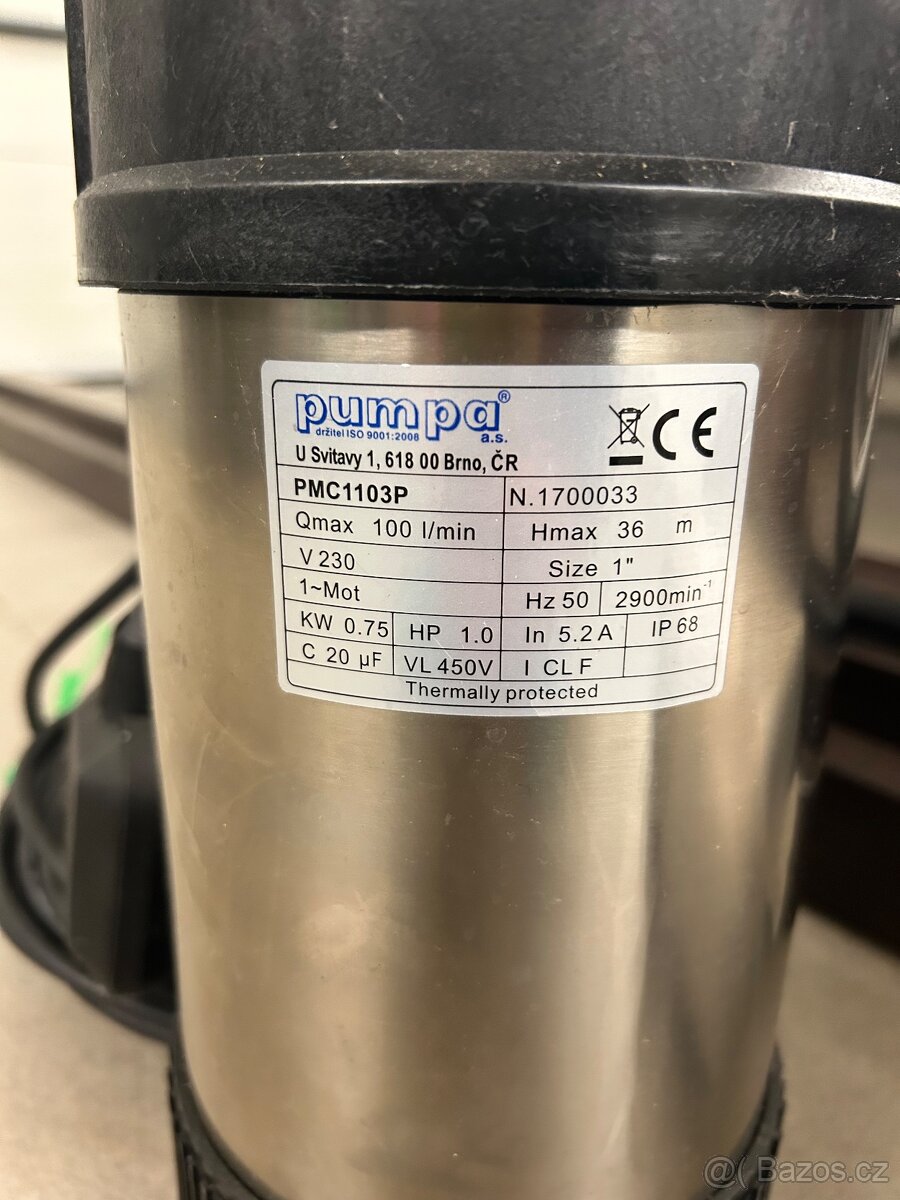 pumpa®
držitel ISO 9001:2008 a.s.
U Svitavy 1, 618 00 Brno, ČR
CE
PMC1103P N.1700033
Qmax 100 l/min Hmax 36 m
V 230 Size 1"
1~Mot Hz 50 2900min⁻¹
KW 0.75 HP 1.0 In 5.2 A IP 68
C 20 µF VL 450V I CL F
Thermally protected
@( Bazos.cz